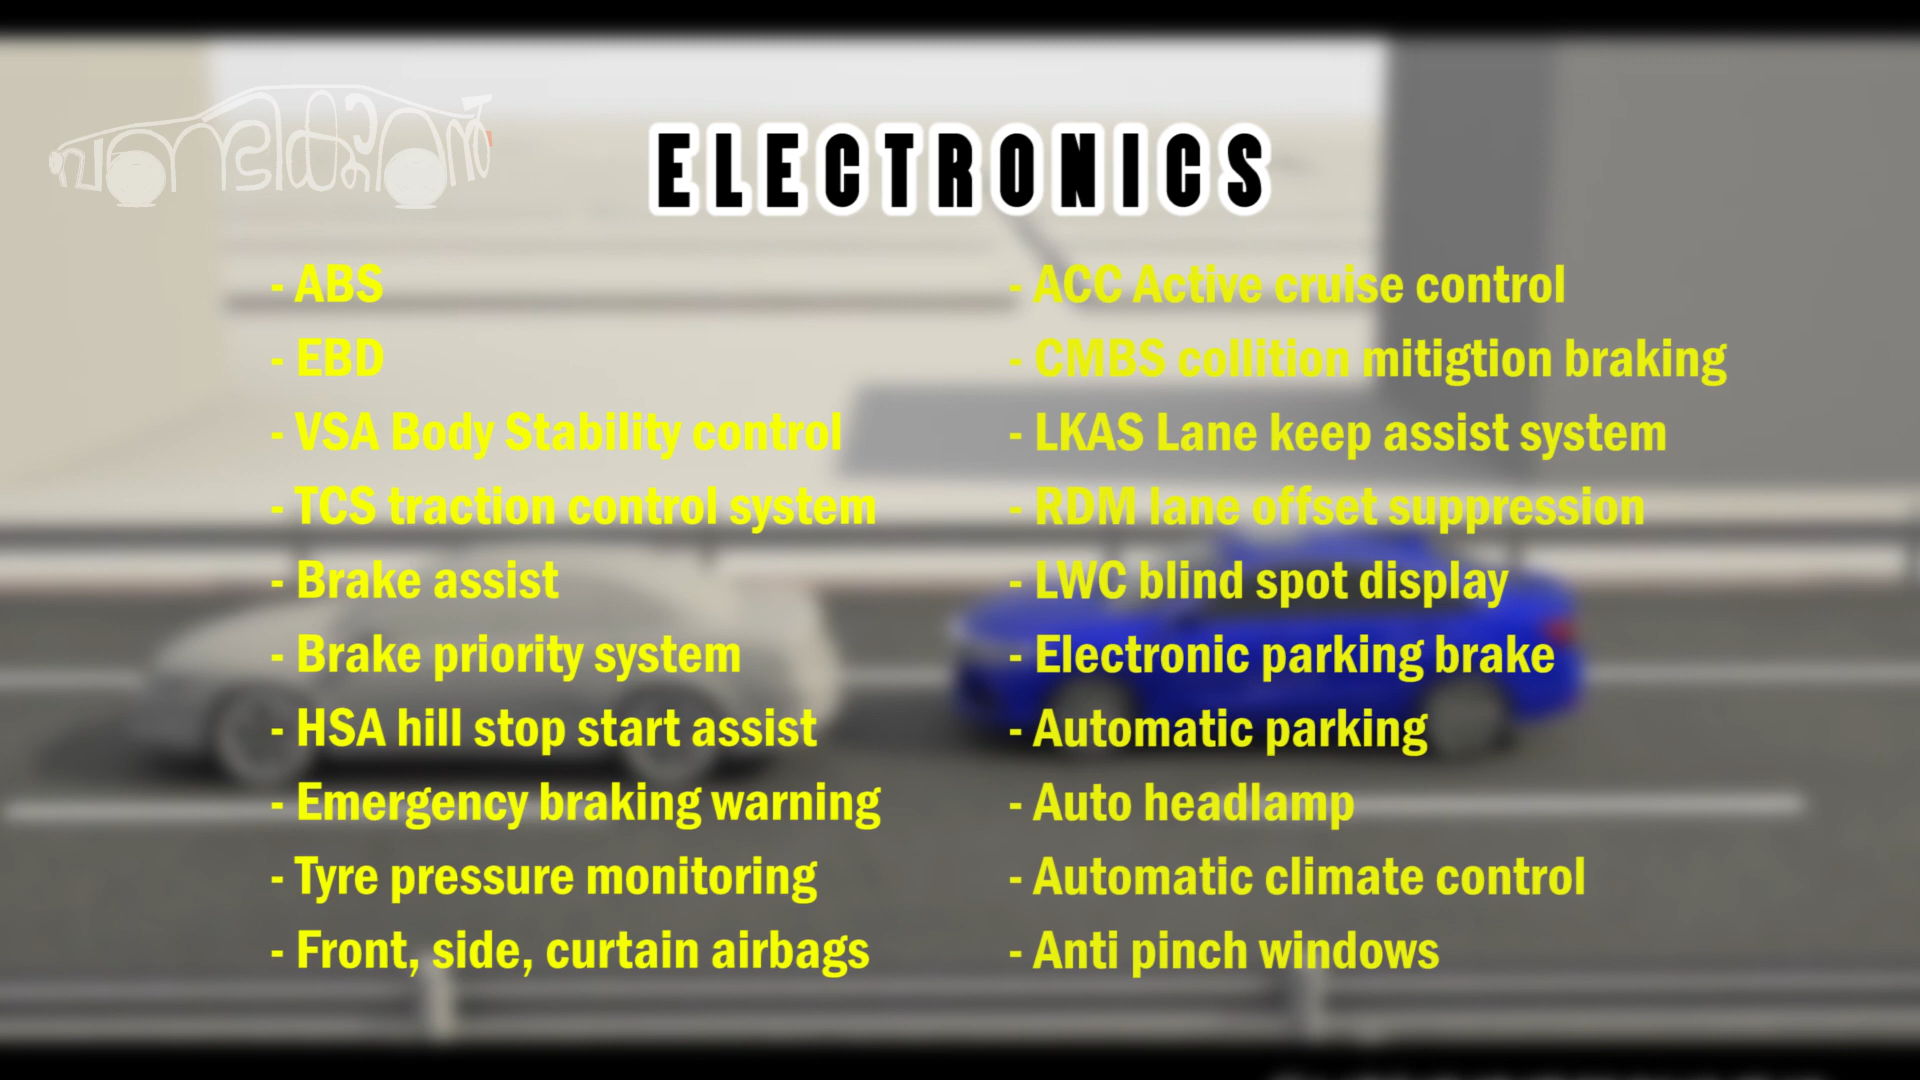 വണ്ടിക്കാരൻ
ELECTRONICS
- ABS
- EBD
- VSA Body Stability control
- TCS traction control system
- Brake assist
- Brake priority system
- HSA hill stop start assist
- Emergency braking warning
- Tyre pressure monitoring
- Front, side, curtain airbags
- ACC Active cruise control
- CMBS collition mitigtion braking
- LKAS Lane keep assist system
- RDM lane offset suppression
- LWC blind spot display
- Electronic parking brake
- Automatic parking
- Auto headlamp
- Automatic climate control
- Anti pinch windows